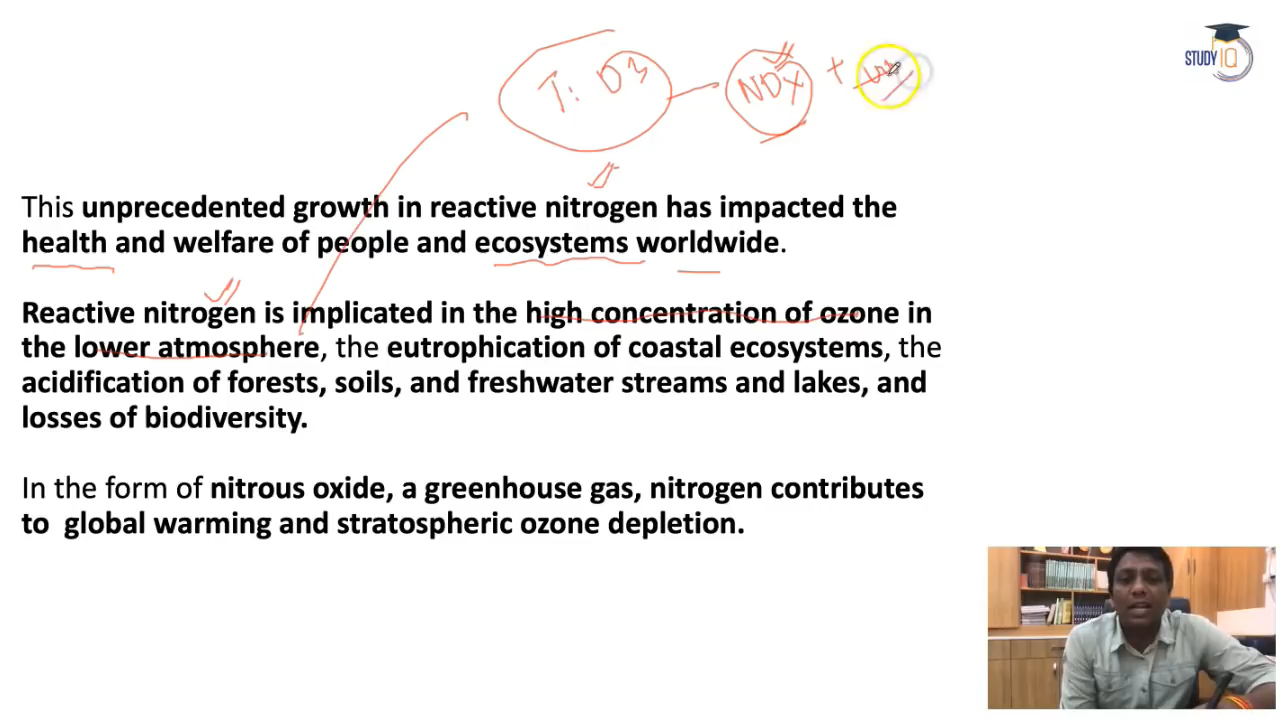 STUDY IQ
T: O3
NOX +
This unprecedented growth in reactive nitrogen has impacted the
health and welfare of people and ecosystems worldwide.
Reactive nitrogen is implicated in the high concentration of ozone in
the lower atmosphere, the eutrophication of coastal ecosystems, the
acidification of forests, soils, and freshwater streams and lakes, and
losses of biodiversity.
In the form of nitrous oxide, a greenhouse gas, nitrogen contributes
to global warming and stratospheric ozone depletion.